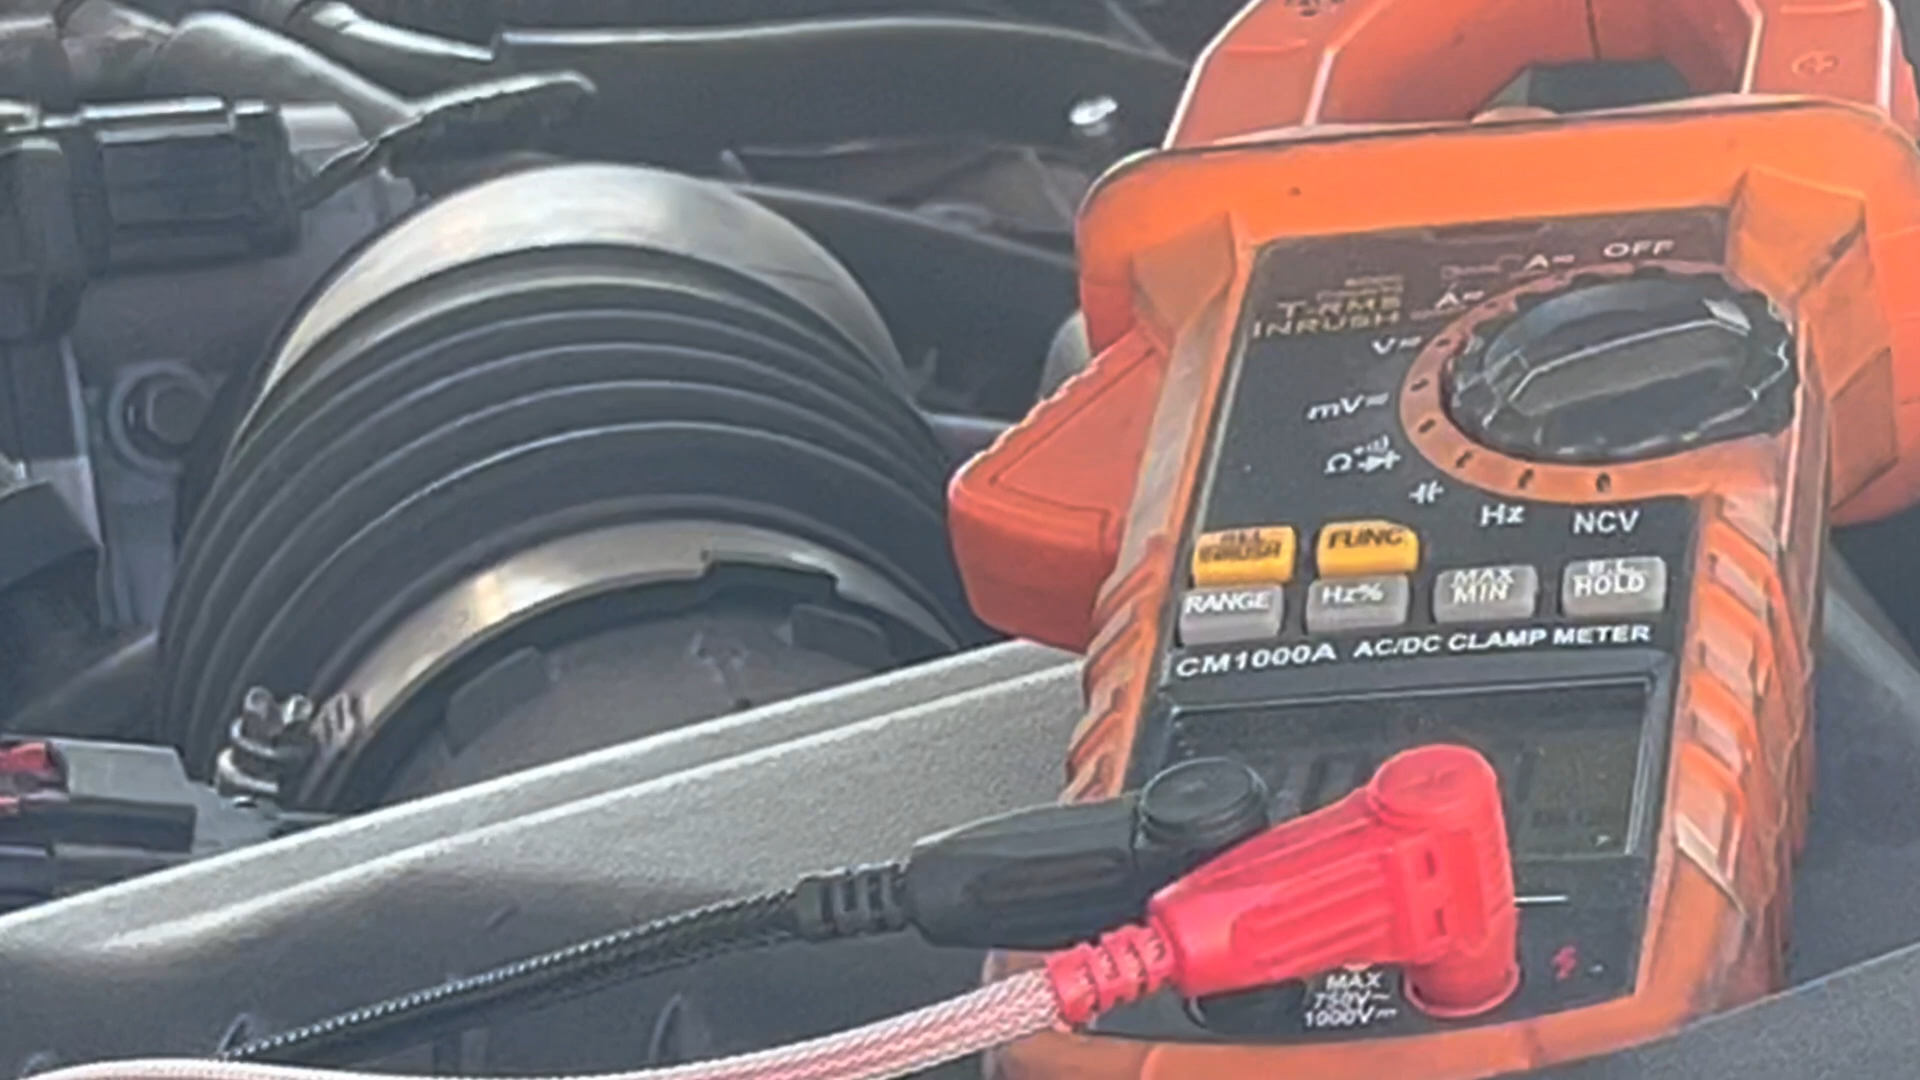 OFF
A≂
A≂
T-RMS
INRUSH
V≂
mV≂
Ω
Hz
NCV
INRUSH
FUNC
RANGE
Hz%
MAX
MIN
B.L.
HOLD
CM1000A AC/DC CLAMP METER
MAX
750V~
1000V⎓